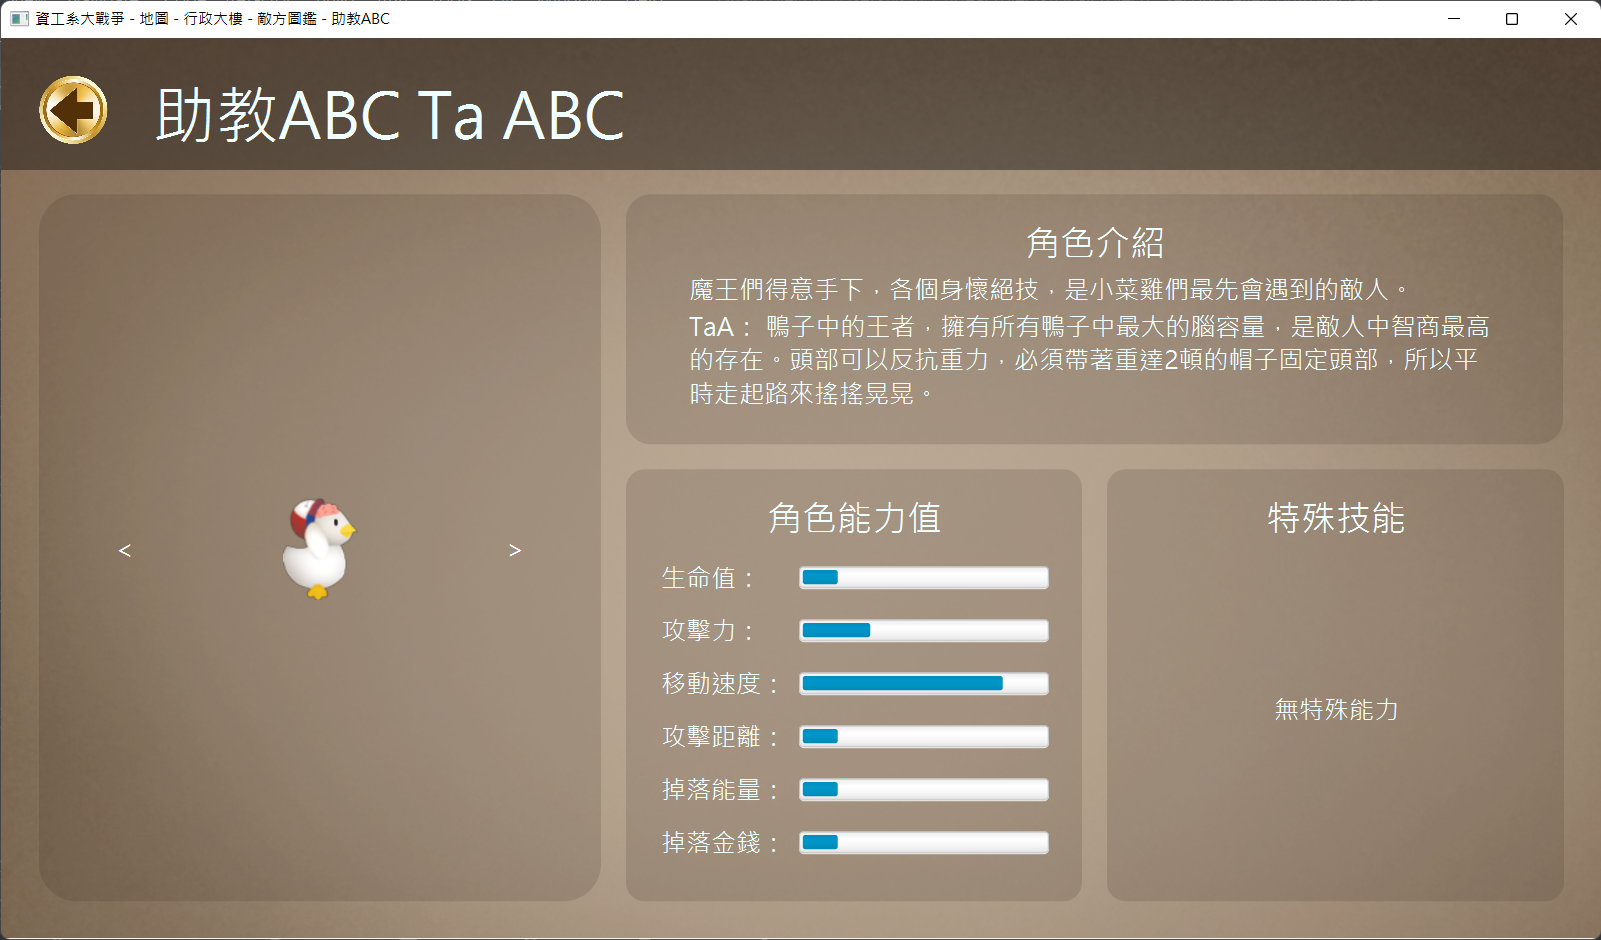 資工系大戰爭 - 地圖 - 行政大樓 - 敵方圖鑑 - 助教ABC
助教ABC Ta ABC
<
>
角色介紹
魔王們得意手下，各個身懷絕技，是小菜雞們最先會遇到的敵人。
TaA： 鴨子中的王者，擁有所有鴨子中最大的腦容量，是敵人中智商最高
的存在。頭部可以反抗重力，必須帶著重達2頓的帽子固定頭部，所以平
時走起路來搖搖晃晃。
角色能力值
生命值：
攻擊力：
移動速度：
攻擊距離：
掉落能量：
掉落金錢：
特殊技能
無特殊能力